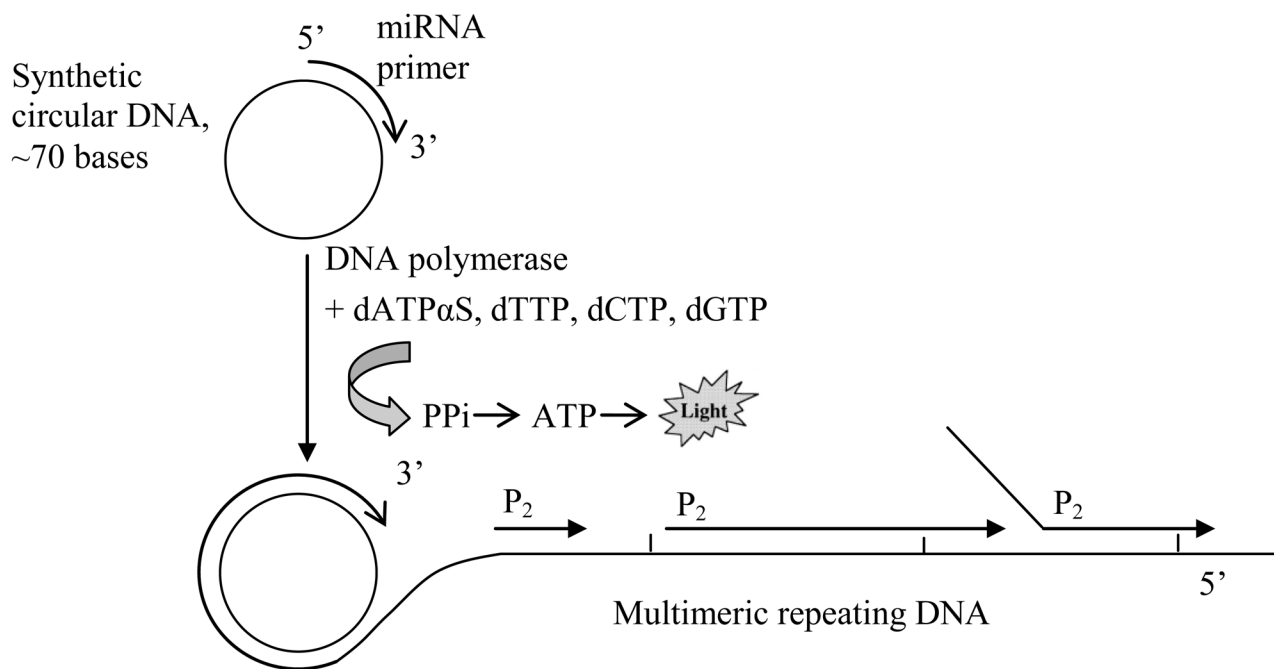 5’
miRNA
primer
Synthetic
circular DNA,
~70 bases
3’
DNA polymerase
+ dATPαS, dTTP, dCTP, dGTP
PPi
ATP
Light
3’
P₂
P₂
P₂
5’
Multimeric repeating DNA